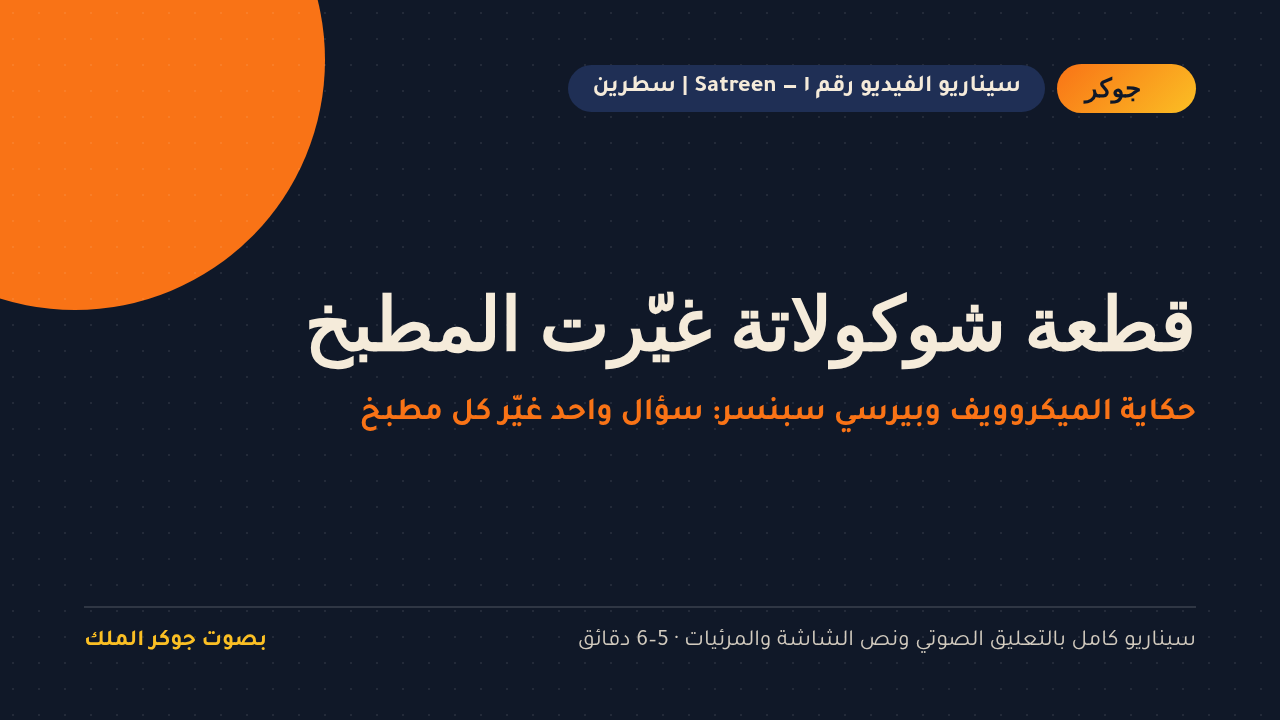 جوكر
سيناريو الفيديو رقم ١ — Satreen | سطرين
قطعة شوكولاتة غيّرت المطبخ
حكاية الميكروويف وبيرسي سبنسر: سؤال واحد غيّر كل مطبخ
سيناريو كامل بالتعليق الصوتي ونص الشاشة والمرئيات · 5–6 دقائق
بصوت جوكر الملك